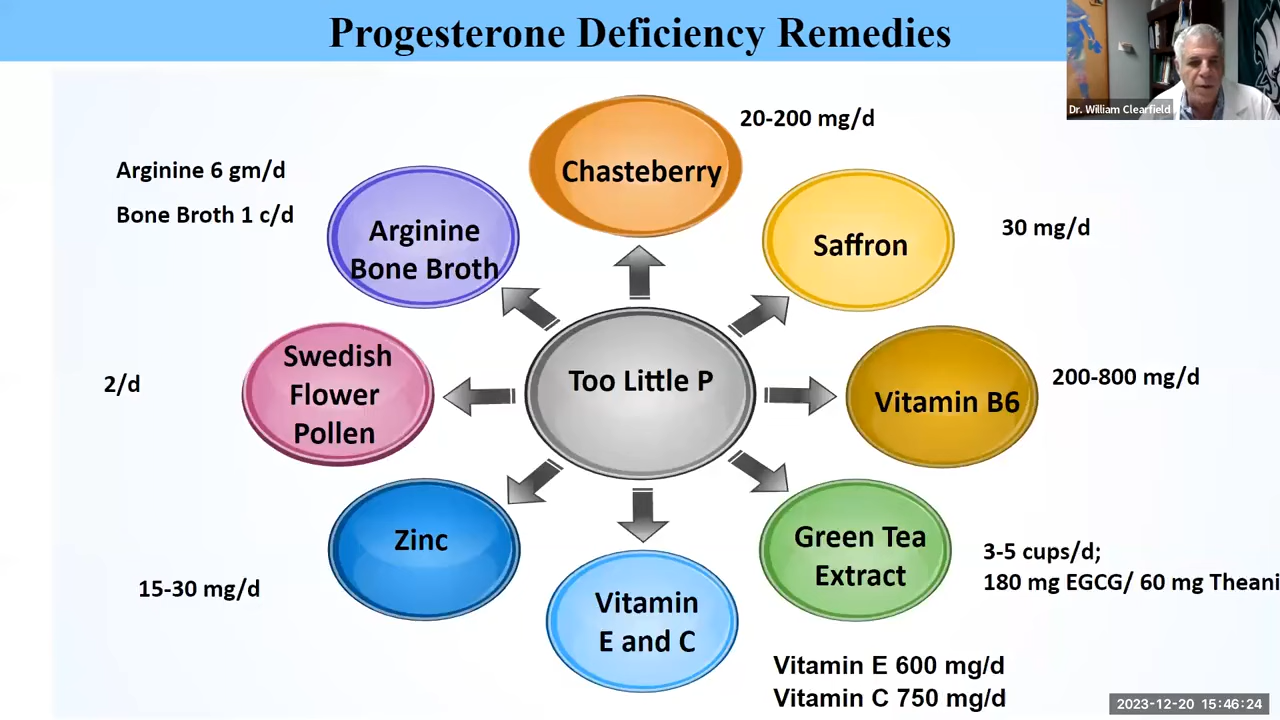 Progesterone Deficiency Remedies
Dr. William Clearfield
20-200 mg/d
Chasteberry
Arginine 6 gm/d
Bone Broth 1 c/d
Arginine
Bone Broth
Saffron
30 mg/d
Swedish
Flower
Pollen
2/d
Too Little P
Vitamin B6
200-800 mg/d
Zinc
15-30 mg/d
Green Tea
Extract
3-5 cups/d;
180 mg EGCG/ 60 mg Theani
Vitamin
E and C
Vitamin E 600 mg/d
Vitamin C 750 mg/d
2023-12-20 15:46:24